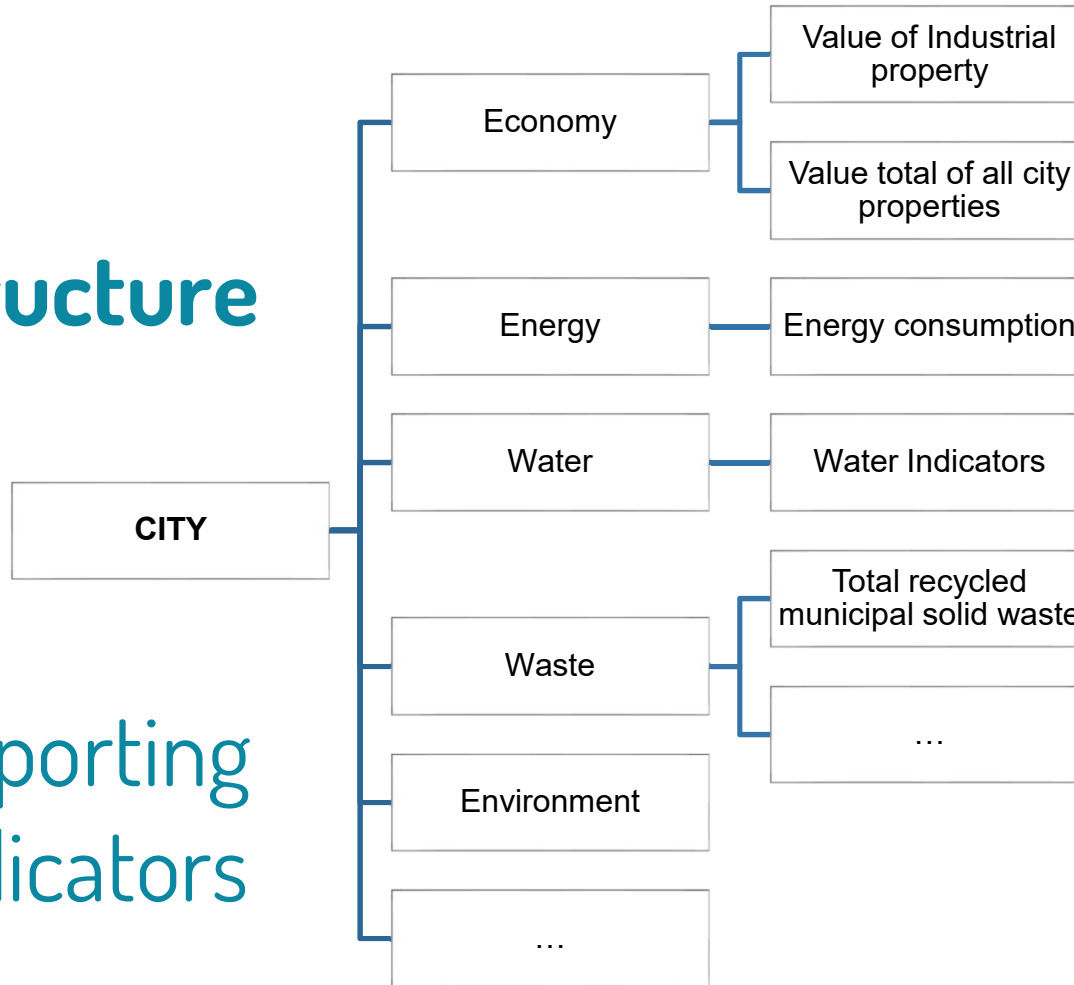 ucture
porting
licators
CITY
Economy
Energy
Water
Waste
Environment
...
Value of Industrial
property
Value total of all city
properties
Energy consumption
Water Indicators
Total recycled
municipal solid waste
...